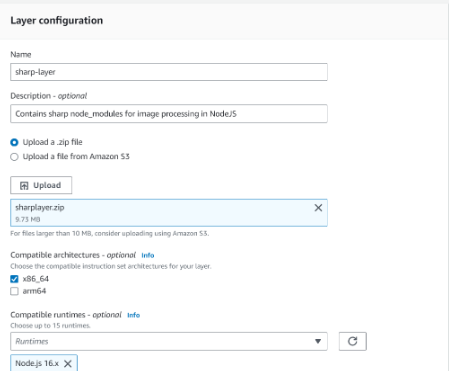 Layer configuration
Name
sharp-layer
Description - optional
Contains sharp node_modules for image processing in NodeJS
Upload a .zip file
Upload a file from Amazon S3
Upload
sharplayer.zip
9.73 MB
For files larger than 10 MB, consider uploading using Amazon S3.
Compatible architectures - optional Info
Choose the compatible instruction set architectures for your layer.
x86_64
arm64
Compatible runtimes - optional Info
Choose up to 15 runtimes.
Runtimes
Node.js 16.x